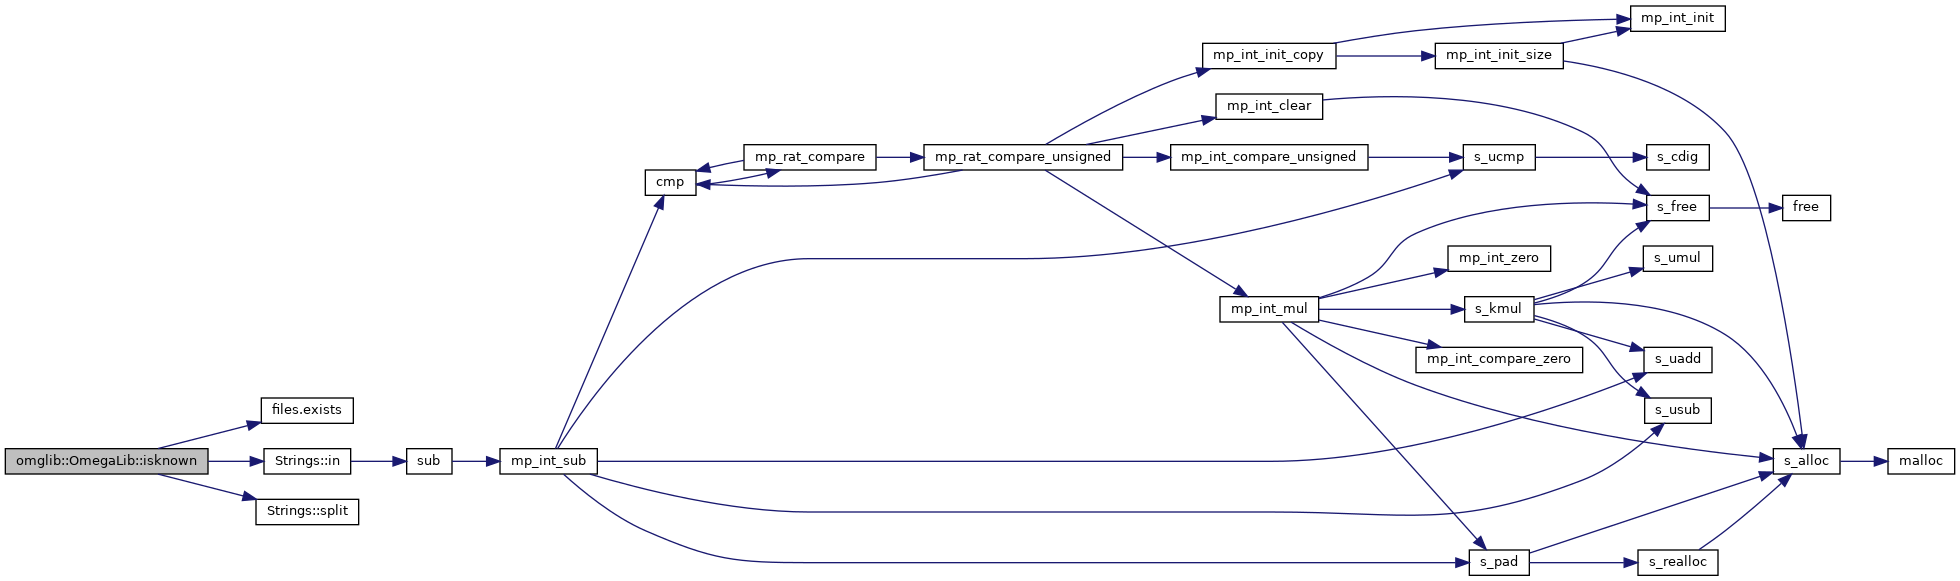 omglib::OmegaLib::isknown
files.exists
Strings::in
Strings::split
sub
mp_int_sub
cmp
mp_rat_compare
mp_rat_compare_unsigned
mp_int_init_copy
mp_int_clear
mp_int_compare_unsigned
mp_int_mul
mp_int_init_size
s_ucmp
mp_int_zero
s_kmul
mp_int_compare_zero
s_pad
mp_int_init
s_cdig
s_free
s_umul
s_uadd
s_usub
s_realloc
free
s_alloc
malloc